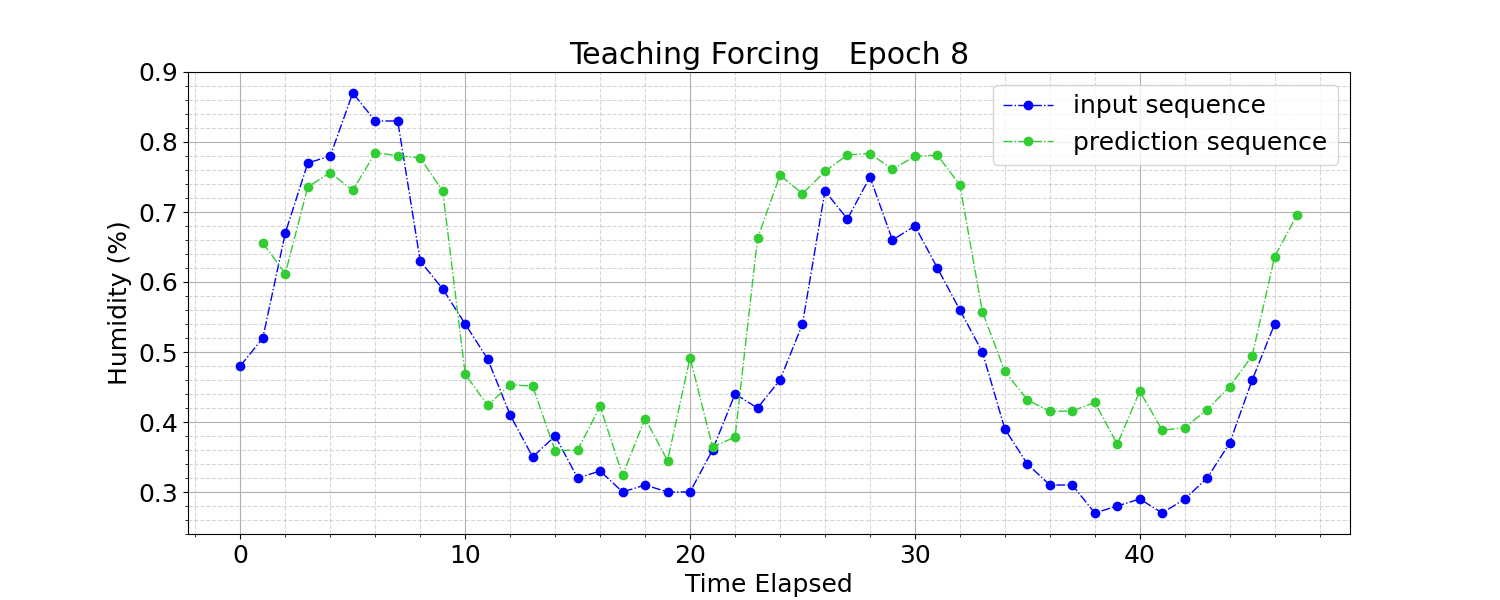 Teaching Forcing   Epoch 8
0.9
0.8
0.7
0.6
0.5
0.4
0.3
Humidity (%)
input sequence
prediction sequence
0 10 20 30 40
Time Elapsed